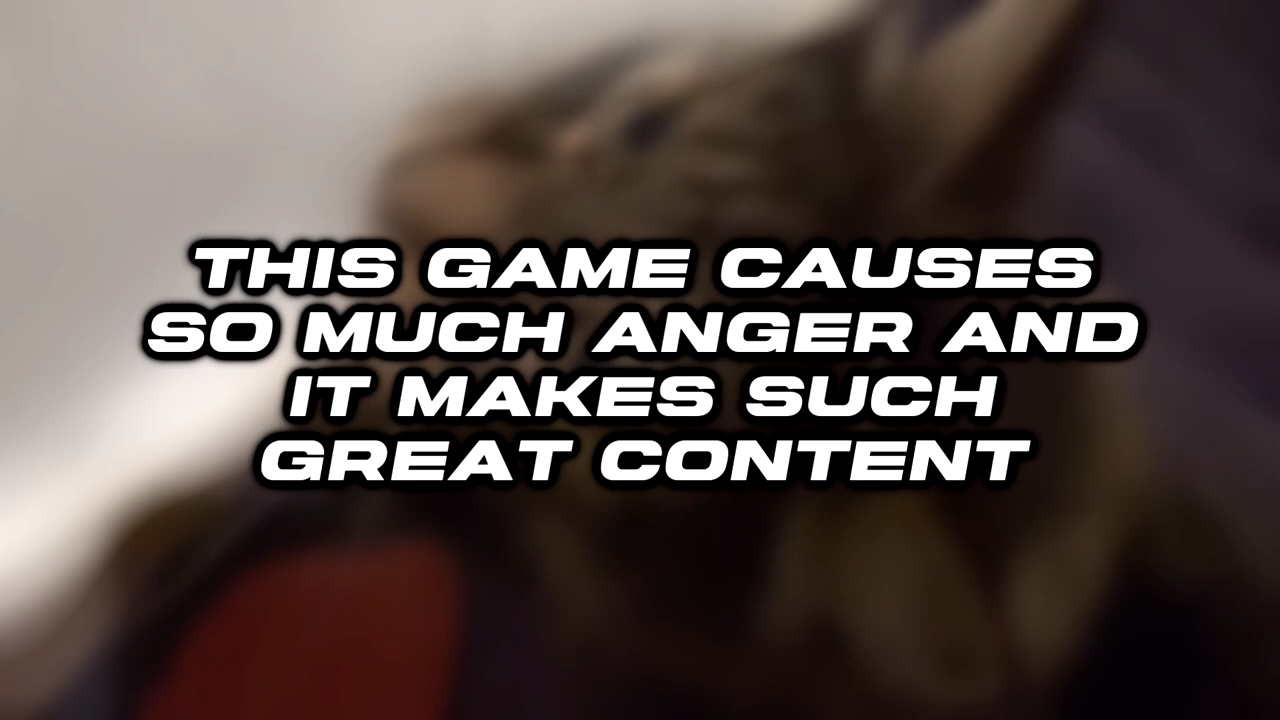 THIS GAME CAUSES
SO MUCH ANGER AND
IT MAKES SUCH
GREAT CONTENT